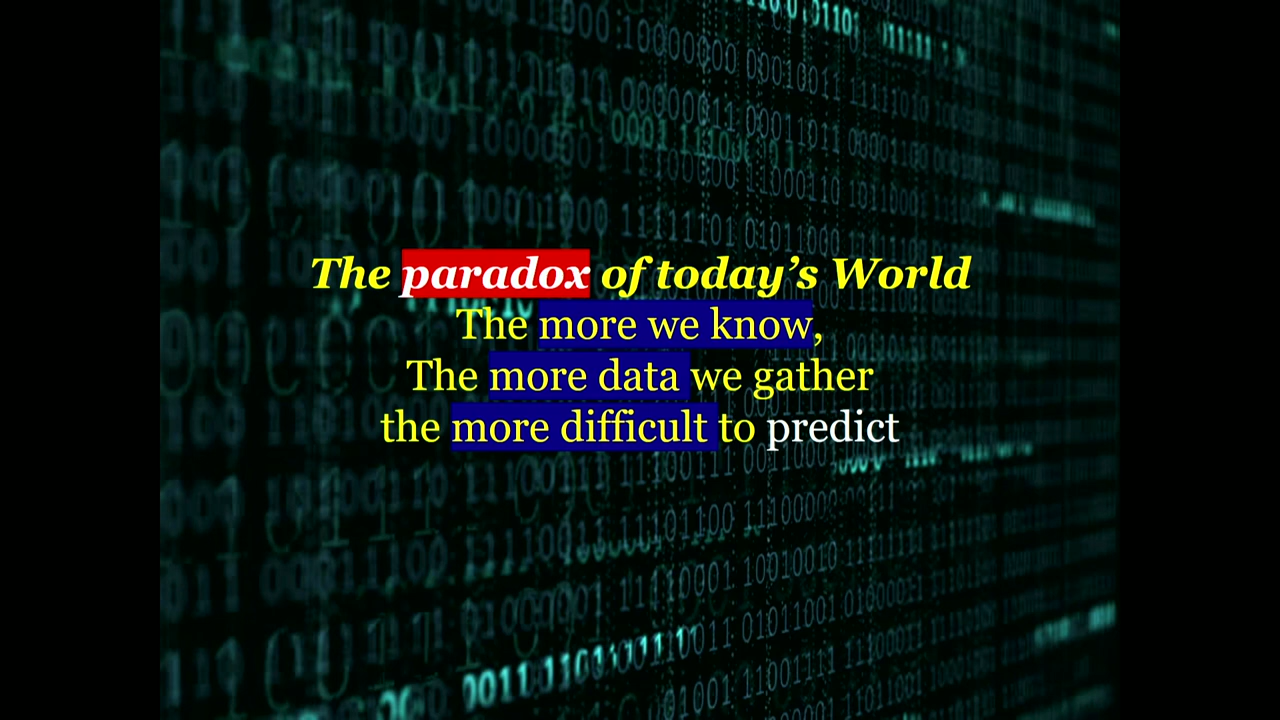 The paradox of today’s World
The more we know,
The more data we gather
the more difficult to predict